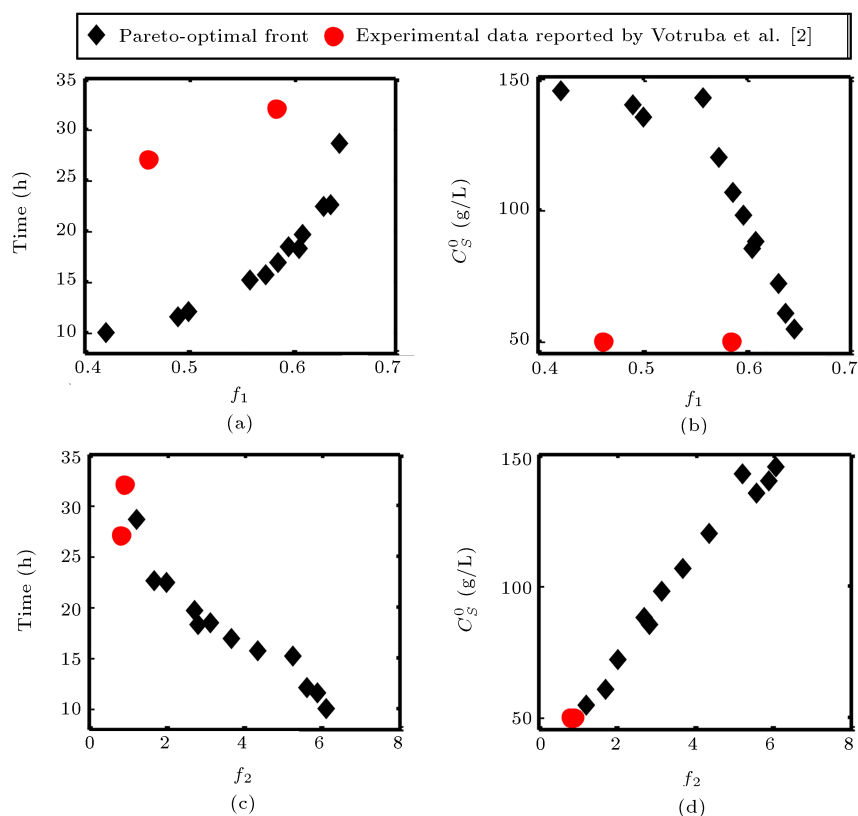 Pareto-optimal front Experimental data reported by Votruba et al. [2]
35
30
25
20
15
10
0.4 0.5 0.6 0.7
Time (h)
f₁
(a)
150
100
50
0.4 0.5 0.6 0.7
C⁰_S (g/L)
f₁
(b)
35
30
25
20
15
10
0 2 4 6 8
Time (h)
f₂
(c)
150
100
50
0 2 4 6 8
C⁰_S (g/L)
f₂
(d)